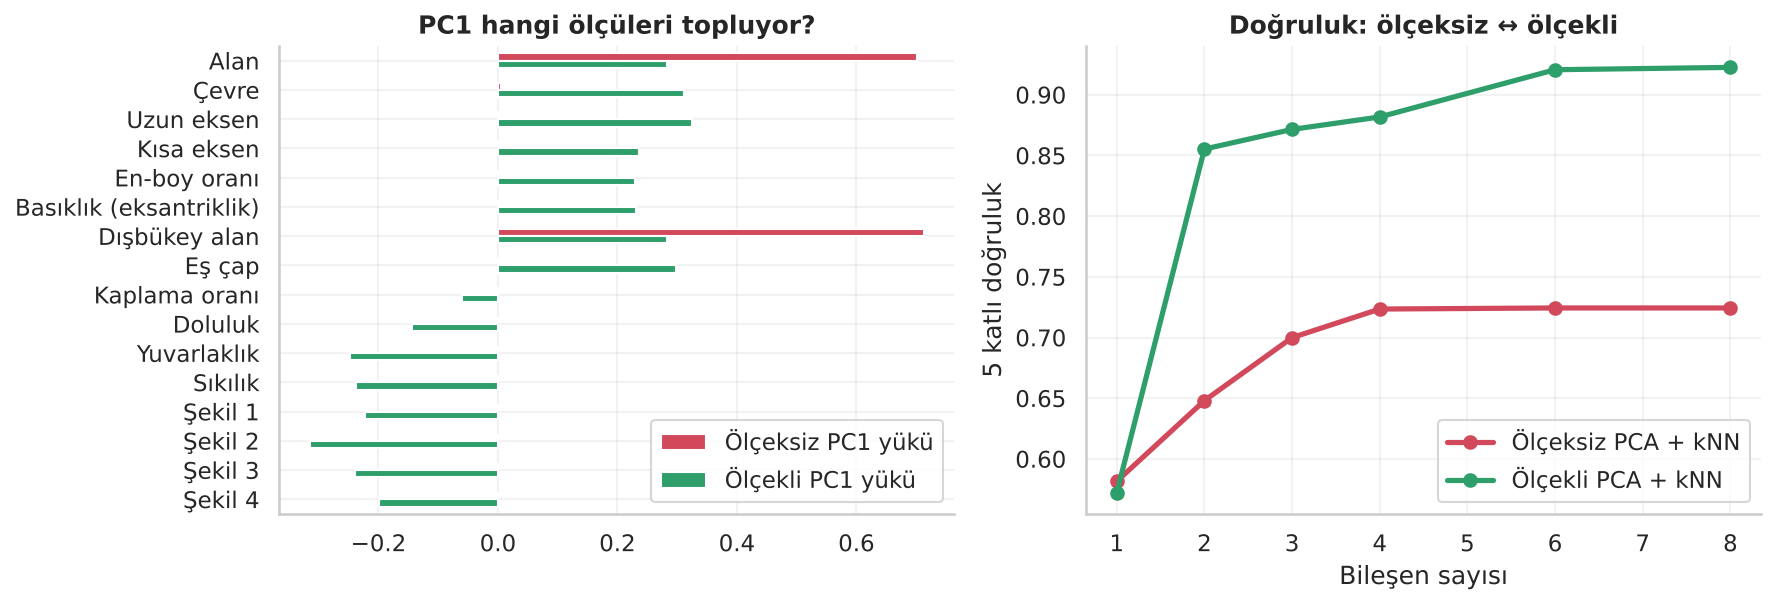 PC1 hangi ölçüleri topluyor?
Alan
Çevre
Uzun eksen
Kısa eksen
En-boy oranı
Basıklık (eksantriklik)
Dışbükey alan
Eş çap
Kaplama oranı
Doluluk
Yuvarlaklık
Sıkılık
Şekil 1
Şekil 2
Şekil 3
Şekil 4
Ölçeksiz PC1 yükü
Ölçekli PC1 yükü
−0.2 0.0 0.2 0.4 0.6
Doğruluk: ölçeksiz ↔ ölçekli
5 katlı doğruluk
0.90
0.85
0.80
0.75
0.70
0.65
0.60
Ölçeksiz PCA + kNN
Ölçekli PCA + kNN
1 2 3 4 5 6 7 8
Bileşen sayısı